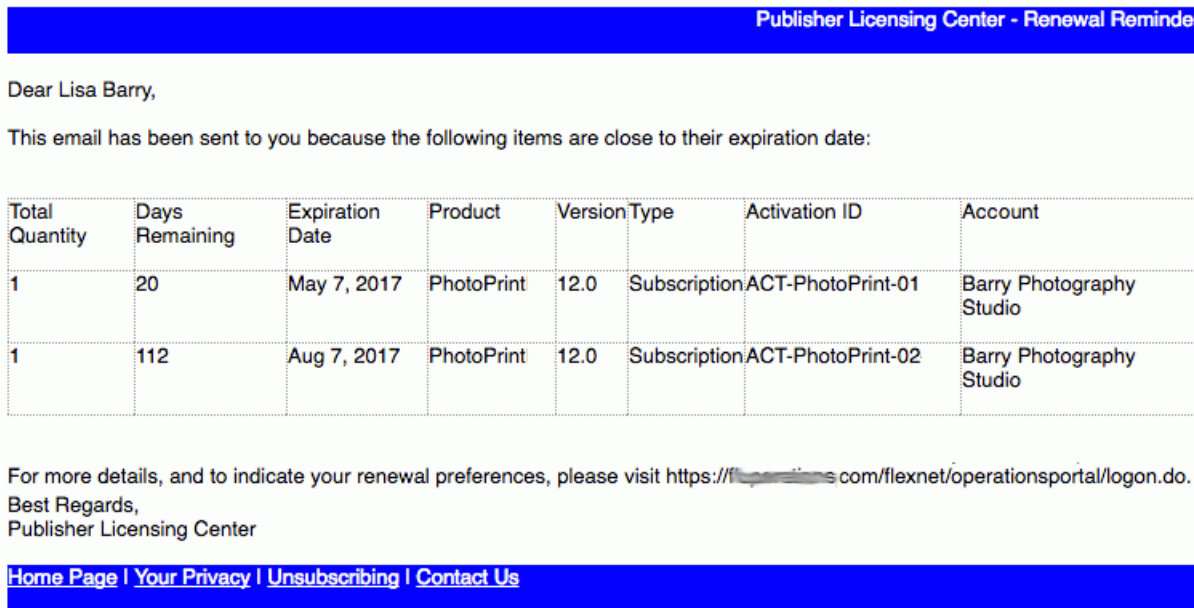 Publisher Licensing Center - Renewal Reminde
Dear Lisa Barry,
This email has been sent to you because the following items are close to their expiration date:
Total Quantity Days Remaining Expiration Date Product Version Type Activation ID Account
1 20 May 7, 2017 PhotoPrint 12.0 Subscription ACT-PhotoPrint-01 Barry Photography Studio
1 112 Aug 7, 2017 PhotoPrint 12.0 Subscription ACT-PhotoPrint-02 Barry Photography Studio
For more details, and to indicate your renewal preferences, please visit https:// com/flexnet/operationsportal/logon.do.
Best Regards,
Publisher Licensing Center
Home Page | Your Privacy | Unsubscribing | Contact Us